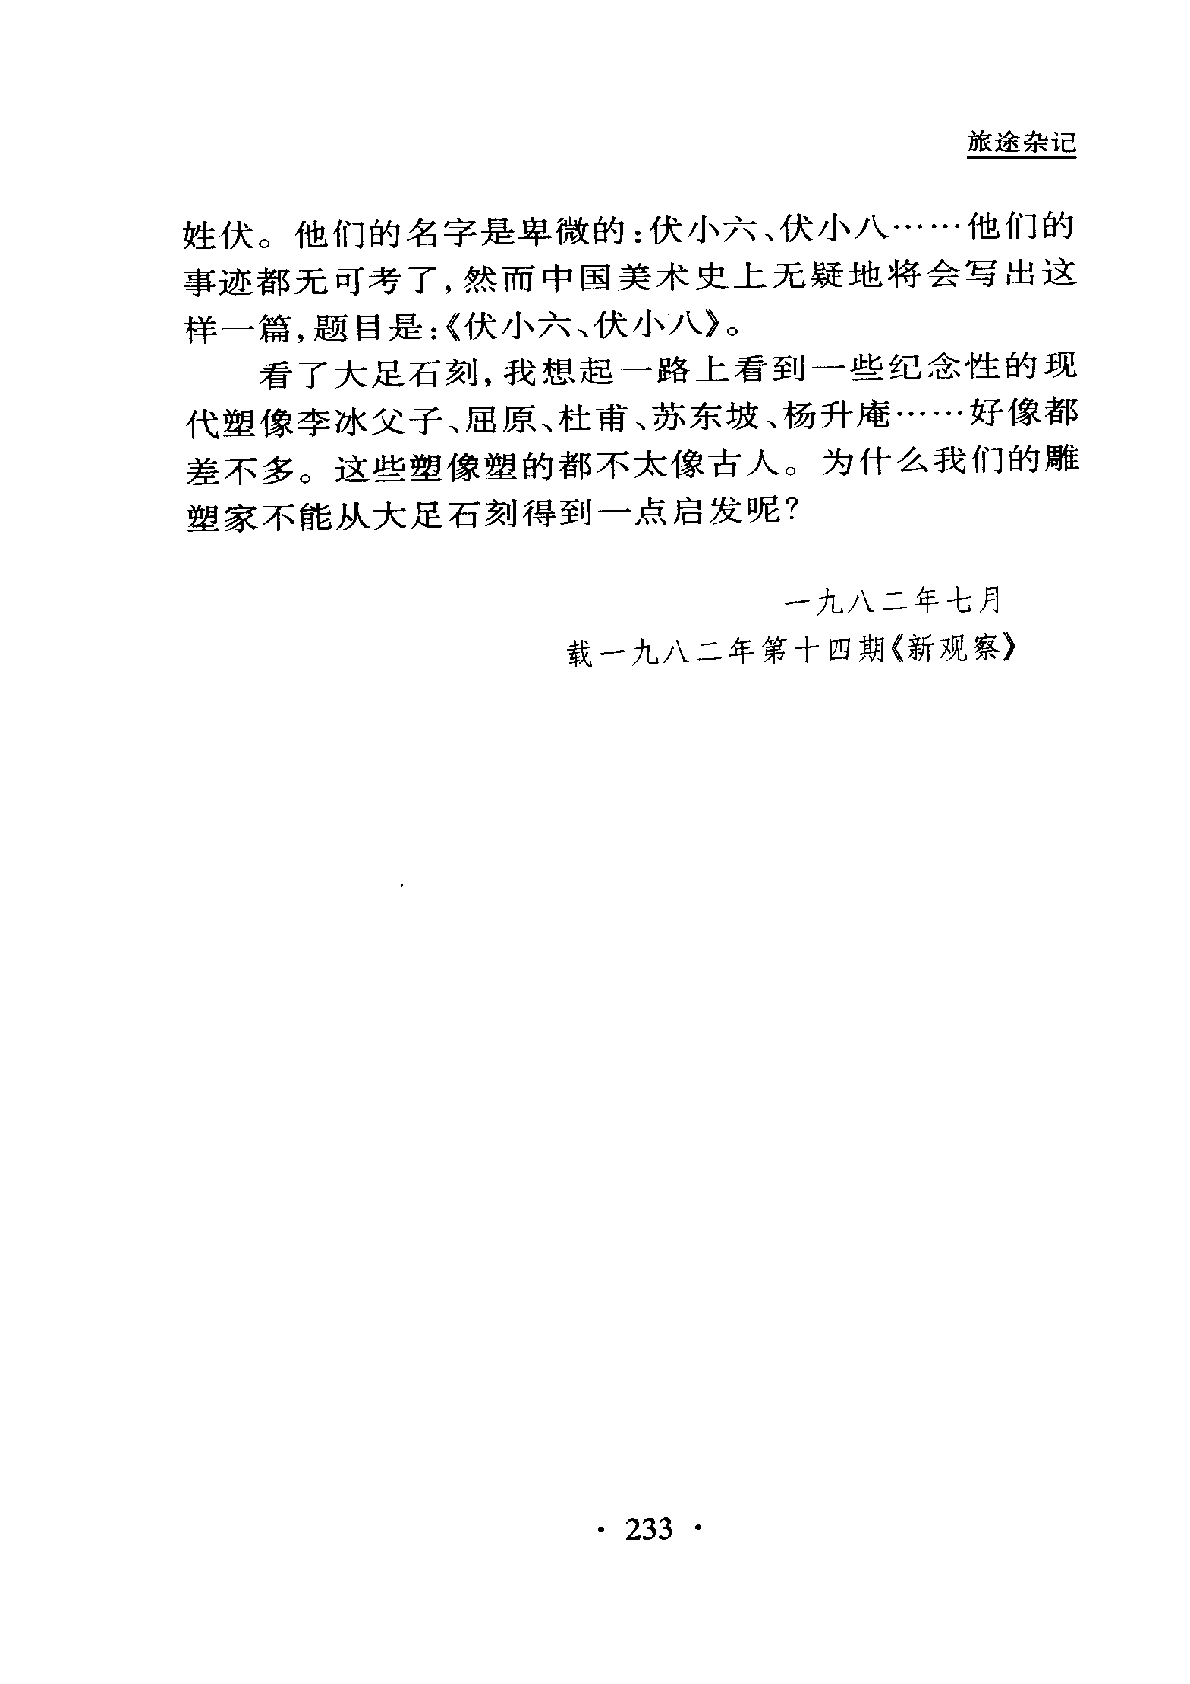 旅途杂记
姓伏。他们的名字是卑微的:伏小六、伏小八……他们的
事迹都无可考了,然而中国美术史上无疑地将会写出这
样一篇,题目是:《伏小六、伏小八》。
看了大足石刻,我想起一路上看到一些纪念性的现
代塑像李冰父子、屈原、杜甫、苏东坡、杨升庵……好像都
差不多。这些塑像塑的都不太像古人。为什么我们的雕
塑家不能从大足石刻得到一点启发呢?
一九八二年七月
载一九八二年第十四期《新观察》
· 233 ·